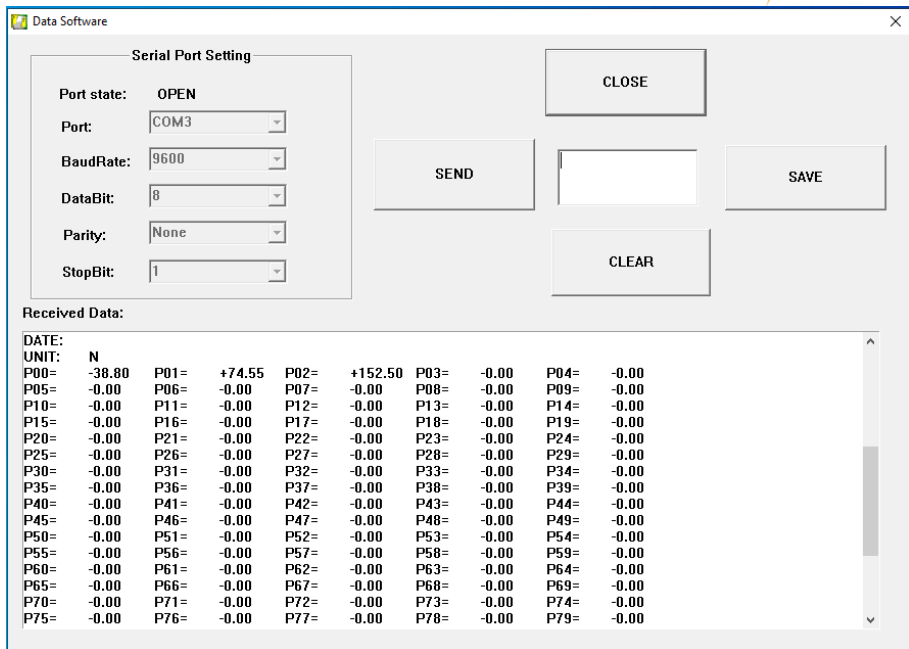 Data Software
Serial Port Setting
Port state: OPEN
Port: COM3
BaudRate: 9600
DataBit: 8
Parity: None
StopBit: 1
CLOSE
SEND
SAVE
CLEAR
Received Data:
DATE:
UNIT: N
P00= -38.80 P01= +74.55 P02= +152.50 P03= -0.00 P04= -0.00
P05= -0.00 P06= -0.00 P07= -0.00 P08= -0.00 P09= -0.00
P10= -0.00 P11= -0.00 P12= -0.00 P13= -0.00 P14= -0.00
P15= -0.00 P16= -0.00 P17= -0.00 P18= -0.00 P19= -0.00
P20= -0.00 P21= -0.00 P22= -0.00 P23= -0.00 P24= -0.00
P25= -0.00 P26= -0.00 P27= -0.00 P28= -0.00 P29= -0.00
P30= -0.00 P31= -0.00 P32= -0.00 P33= -0.00 P34= -0.00
P35= -0.00 P36= -0.00 P37= -0.00 P38= -0.00 P39= -0.00
P40= -0.00 P41= -0.00 P42= -0.00 P43= -0.00 P44= -0.00
P45= -0.00 P46= -0.00 P47= -0.00 P48= -0.00 P49= -0.00
P50= -0.00 P51= -0.00 P52= -0.00 P53= -0.00 P54= -0.00
P55= -0.00 P56= -0.00 P57= -0.00 P58= -0.00 P59= -0.00
P60= -0.00 P61= -0.00 P62= -0.00 P63= -0.00 P64= -0.00
P65= -0.00 P66= -0.00 P67= -0.00 P68= -0.00 P69= -0.00
P70= -0.00 P71= -0.00 P72= -0.00 P73= -0.00 P74= -0.00
P75= -0.00 P76= -0.00 P77= -0.00 P78= -0.00 P79= -0.00